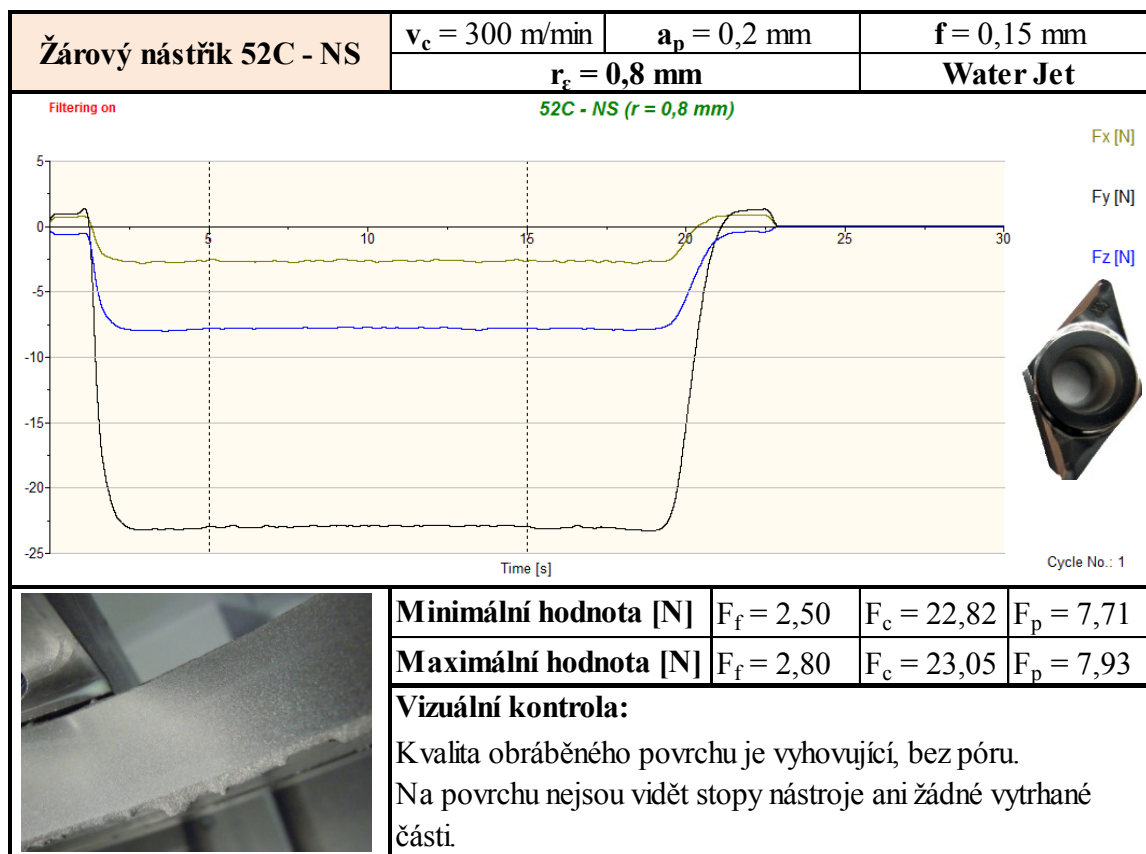 Žárový nástřik 52C - NS
vc = 300 m/min
ap = 0,2 mm
f = 0,15 mm
rε = 0,8 mm
Water Jet
Filtering on
52C - NS (r = 0,8 mm)
Fx [N]
Fy [N]
Fz [N]
5
0
-5
-10
-15
-20
-25
5
10
15
20
25
30
Time [s]
Cycle No.: 1
Minimální hodnota [N]
Ff = 2,50
Fc = 22,82
Fp = 7,71
Maximální hodnota [N]
Ff = 2,80
Fc = 23,05
Fp = 7,93
Vizuální kontrola:
Kvalita obráběného povrchu je vyhovující, bez póru.
Na povrchu nejsou vidět stopy nástroje ani žádné vytrhané
části.